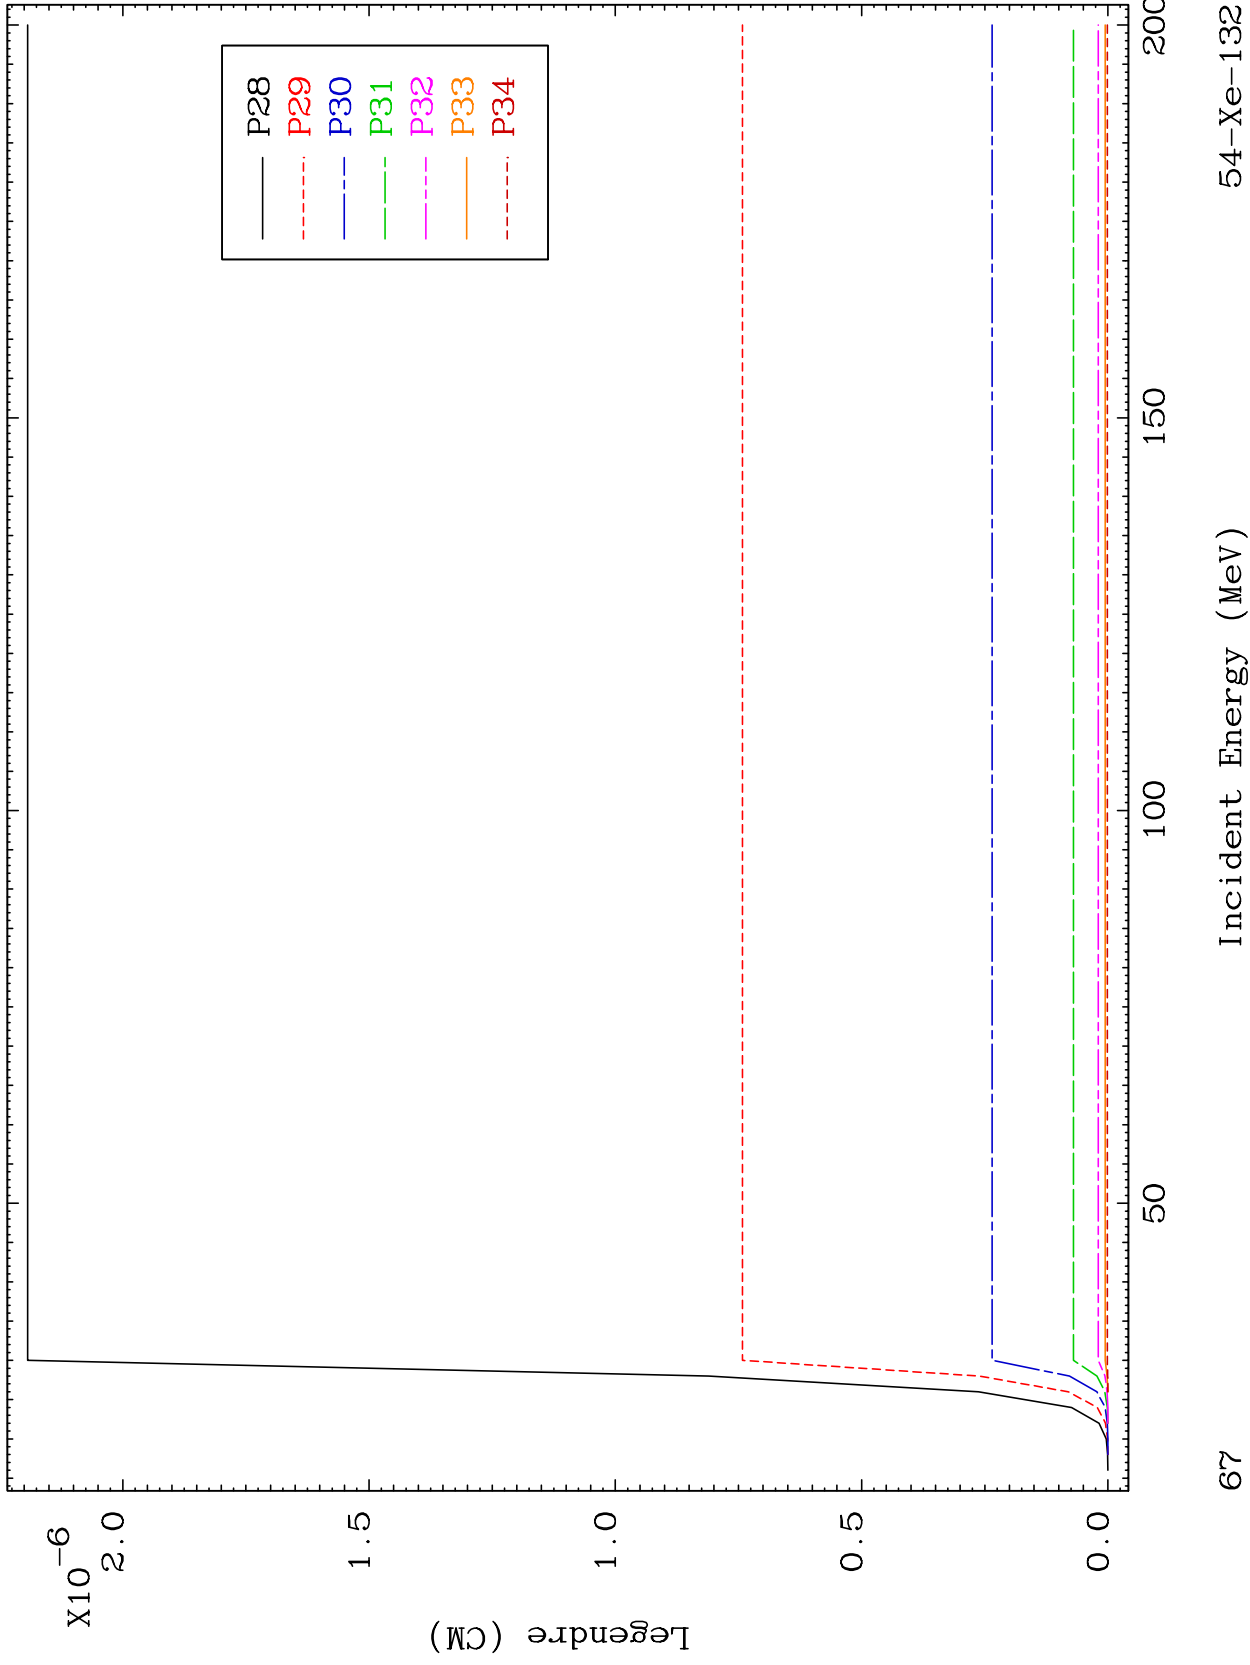 X10-6
2.0
1.5
1.0
0.5
0.0
Legendre (CM)
P28
P29
P30
P31
P32
P33
P34
50
100
150
200
Incident Energy (MeV)
67
54-Xe-132